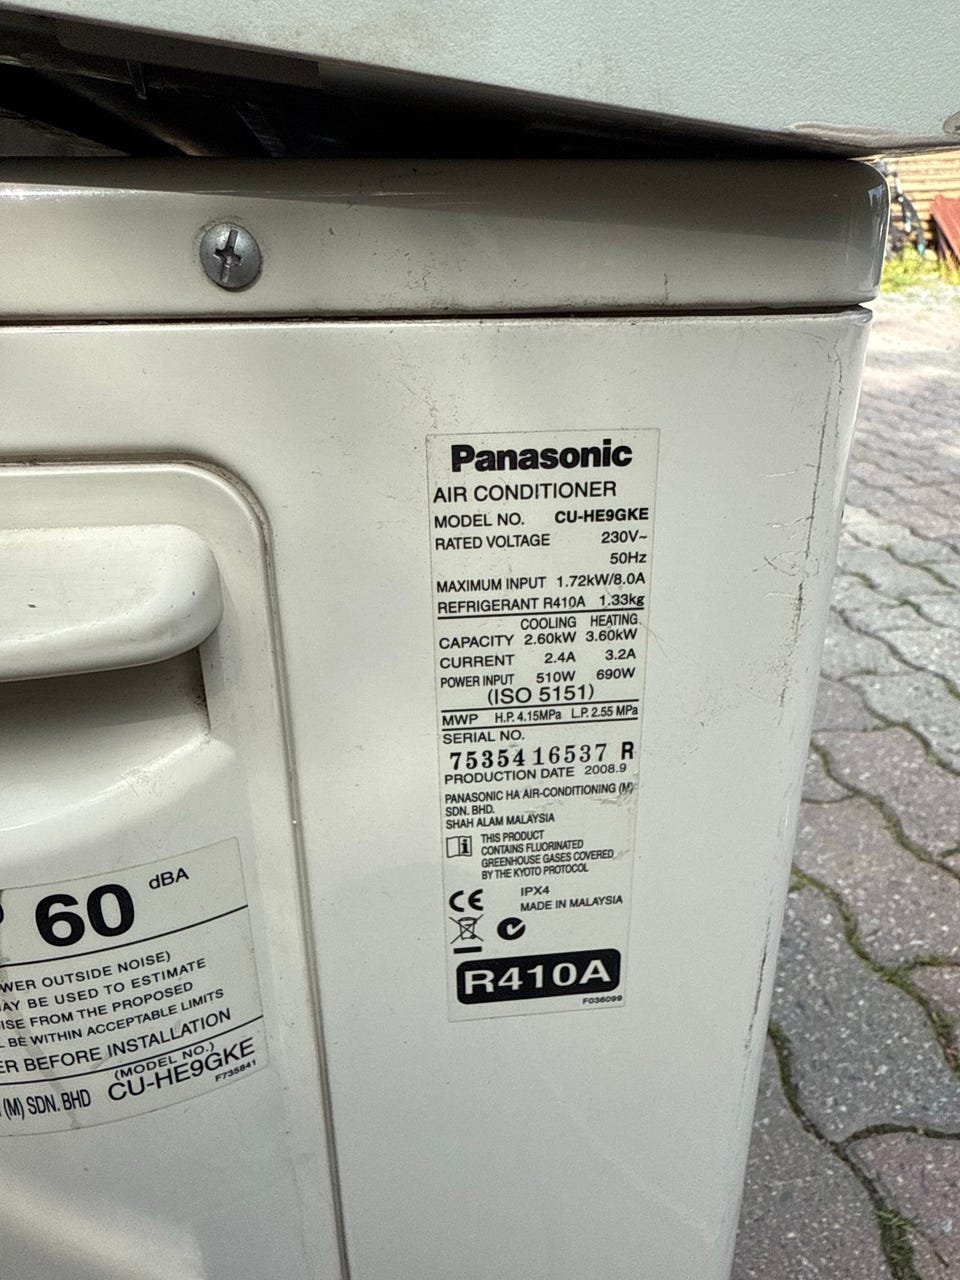 Panasonic
AIR CONDITIONER
MODEL NO. CU-HE9GKE
RATED VOLTAGE 230V~
50Hz
MAXIMUM INPUT 1.72kW/8.0A
REFRIGERANT R410A 1.33kg
COOLING HEATING
CAPACITY 2.60kW 3.60kW
CURRENT 2.4A 3.2A
POWER INPUT 510W 690W
(ISO 5151)
MWP H.P. 4.15MPa L.P. 2.55 MPa
SERIAL NO.
7535416537 R
PRODUCTION DATE 2008.9
PANASONIC HA AIR-CONDITIONING (M)
SDN. BHD.
SHAH ALAM MALAYSIA
THIS PRODUCT
CONTAINS FLUORINATED
GREENHOUSE GASES COVERED
BY THE KYOTO PROTOCOL
CE IPX4
MADE IN MALAYSIA
R410A
F036099
60 dBA
WER OUTSIDE NOISE)
AY BE USED TO ESTIMATE
ISE FROM THE PROPOSED
BE WITHIN ACCEPTABLE LIMITS
ER BEFORE INSTALLATION
(MODEL NO.)
(M) SDN. BHD CU-HE9GKE
F735841